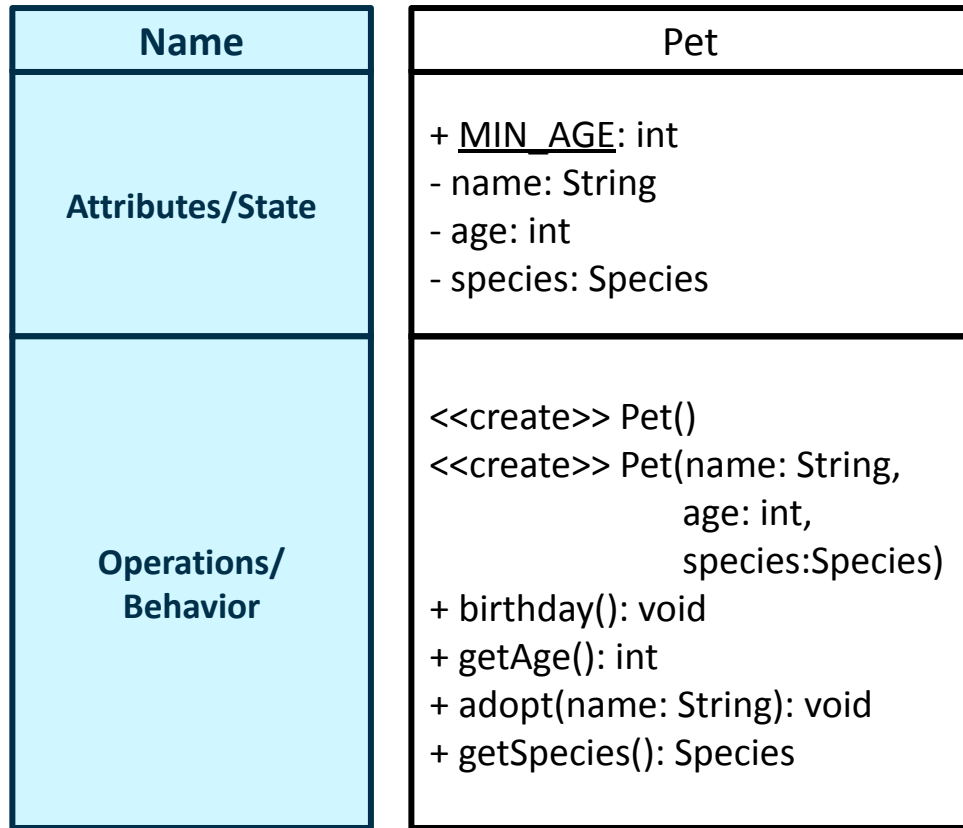 Name
Attributes/State
Operations/
Behavior
Pet
+ MIN_AGE: int
- name: String
- age: int
- species: Species
<<create>> Pet()
<<create>> Pet(name: String,
age: int,
species:Species)
+ birthday(): void
+ getAge(): int
+ adopt(name: String): void
+ getSpecies(): Species